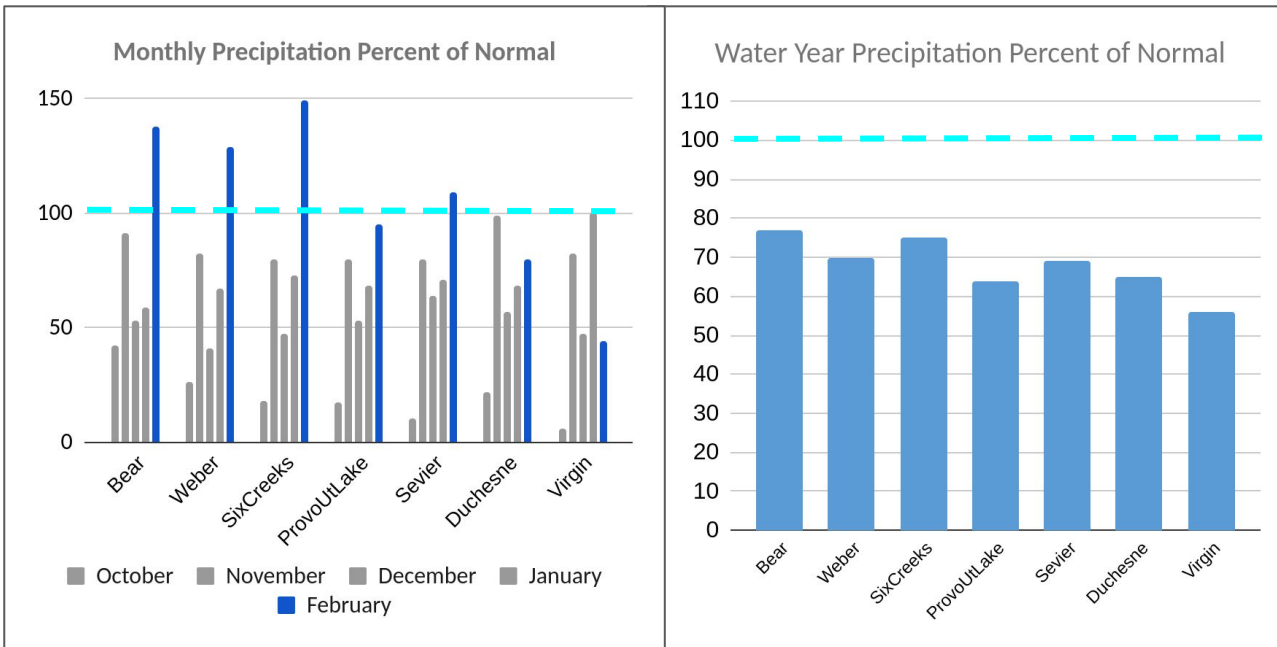 Monthly Precipitation Percent of Normal
150
100
50
0
Bear
Weber
SixCreeks
ProvoUtLake
Sevier
Duchesne
Virgin
October November December January
February
Water Year Precipitation Percent of Normal
110
100
90
80
70
60
50
40
30
20
10
0
Bear
Weber
SixCreeks
ProvoUtLake
Sevier
Duchesne
Virgin